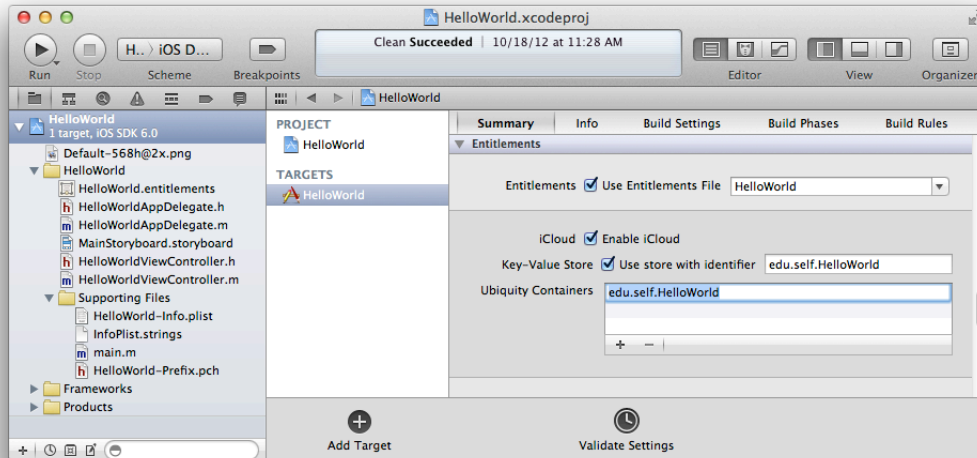 HelloWorld.xcodeproj
H.. › iOS D...
Clean Succeeded | 10/18/12 at 11:28 AM
Run Stop Scheme Breakpoints Editor View Organizer
HelloWorld
HelloWorld
1 target, iOS SDK 6.0
Default-568h@2x.png
HelloWorld
HelloWorld.entitlements
HelloWorldAppDelegate.h
HelloWorldAppDelegate.m
MainStoryboard.storyboard
HelloWorldViewController.h
HelloWorldViewController.m
Supporting Files
HelloWorld-Info.plist
InfoPlist.strings
main.m
HelloWorld-Prefix.pch
Frameworks
Products
PROJECT
HelloWorld
TARGETS
HelloWorld
Summary Info Build Settings Build Phases Build Rules
Entitlements
Entitlements Use Entitlements File HelloWorld
iCloud Enable iCloud
Key-Value Store Use store with identifier edu.self.HelloWorld
Ubiquity Containers edu.self.HelloWorld
Add Target Validate Settings